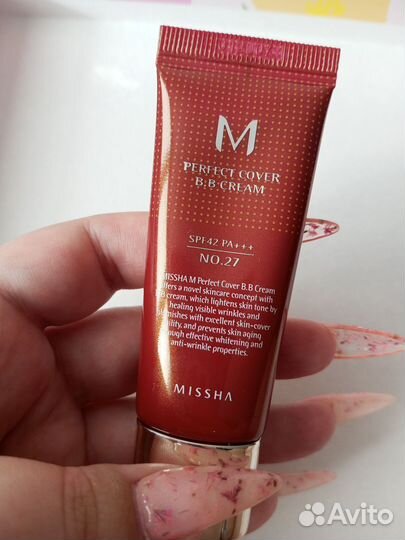 M
PERFECT COVER
B.B CREAM
SPF42 PA+++
NO.27
MISSHA M Perfect Cover B.B Cream
offers a novel skincare concept with
B.B cream, which lightens skin tone by
healing visible wrinkles and
blemishes with excellent skin-cover
ility, and prevents skin aging
ough effective whitening and
anti-wrinkle properties.
MISSHA
Avito